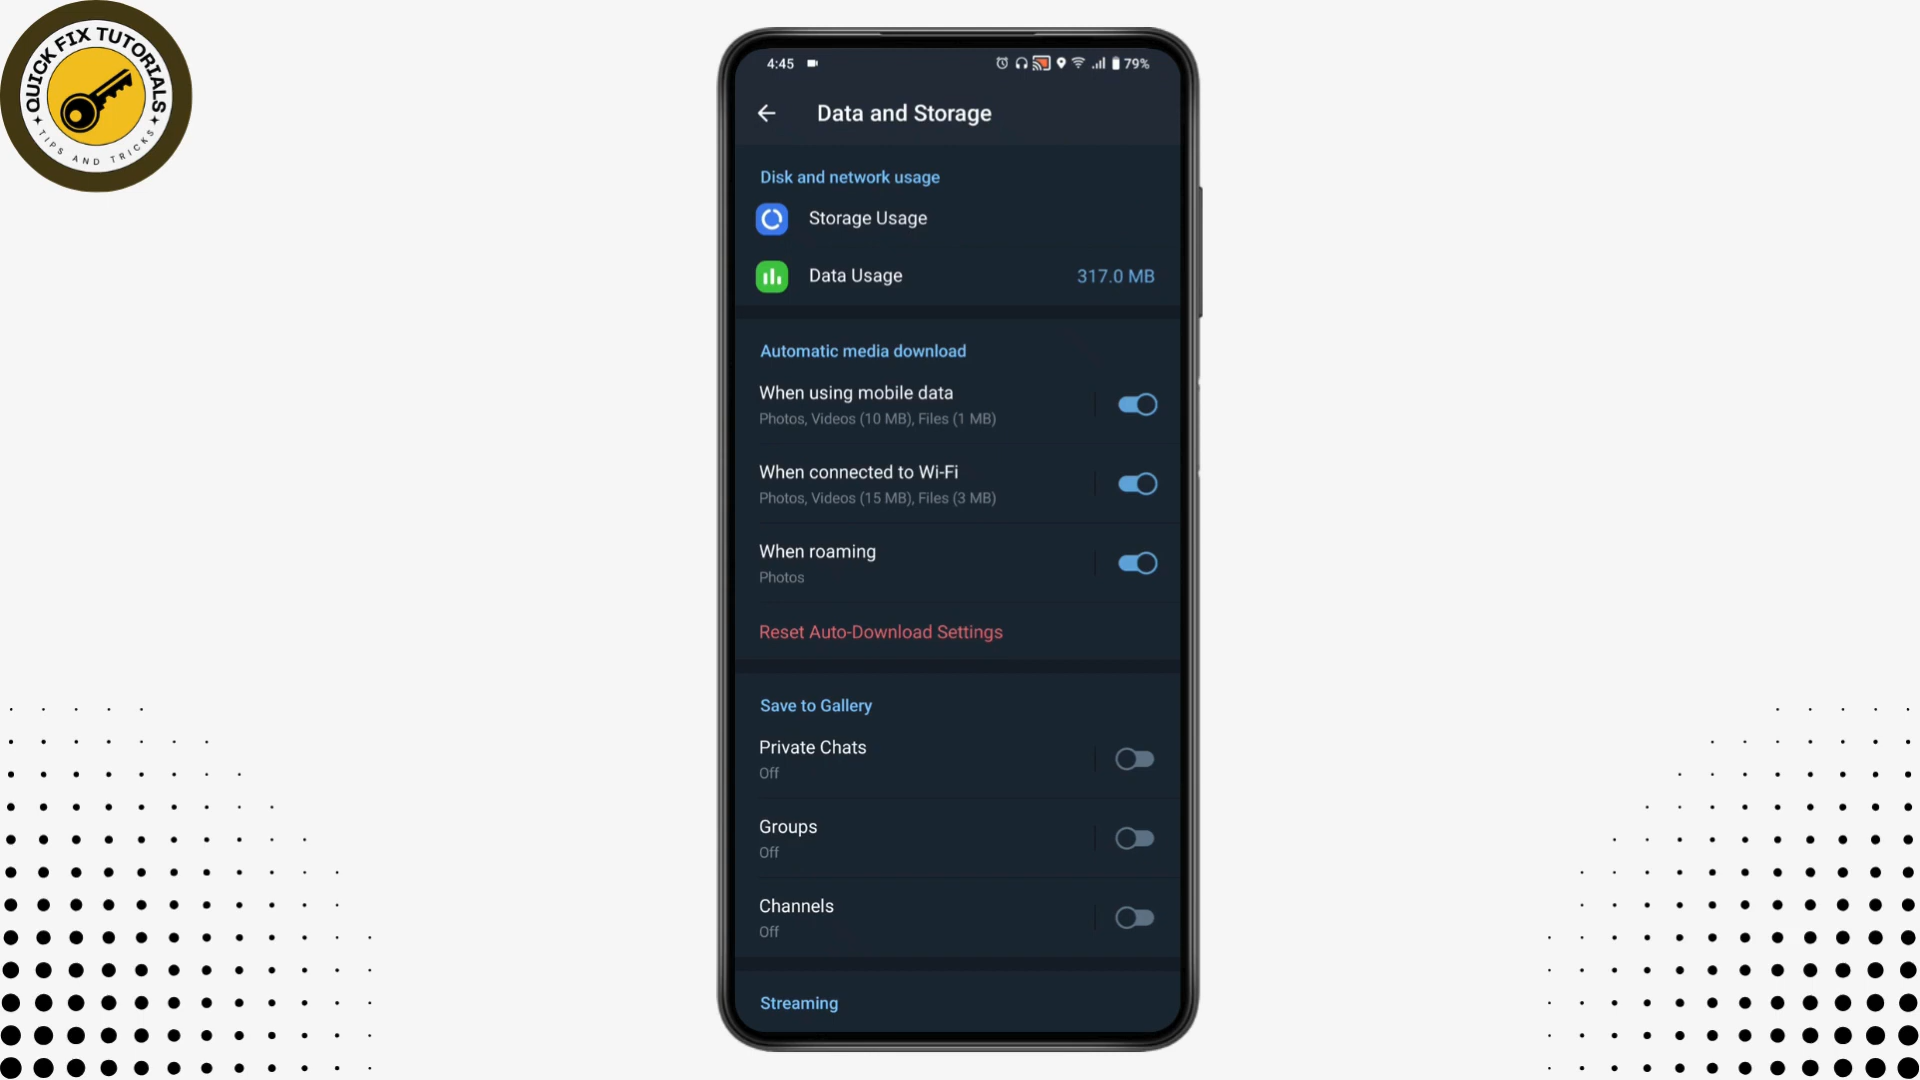 QUICK FIX TUTORIALS
TIPS AND TRICKS
4:45
79%
Data and Storage
Disk and network usage
Storage Usage
Data Usage
317.0 MB
Automatic media download
When using mobile data
Photos, Videos (10 MB), Files (1 MB)
When connected to Wi-Fi
Photos, Videos (15 MB), Files (3 MB)
When roaming
Photos
Reset Auto-Download Settings
Save to Gallery
Private Chats
Off
Groups
Off
Channels
Off
Streaming